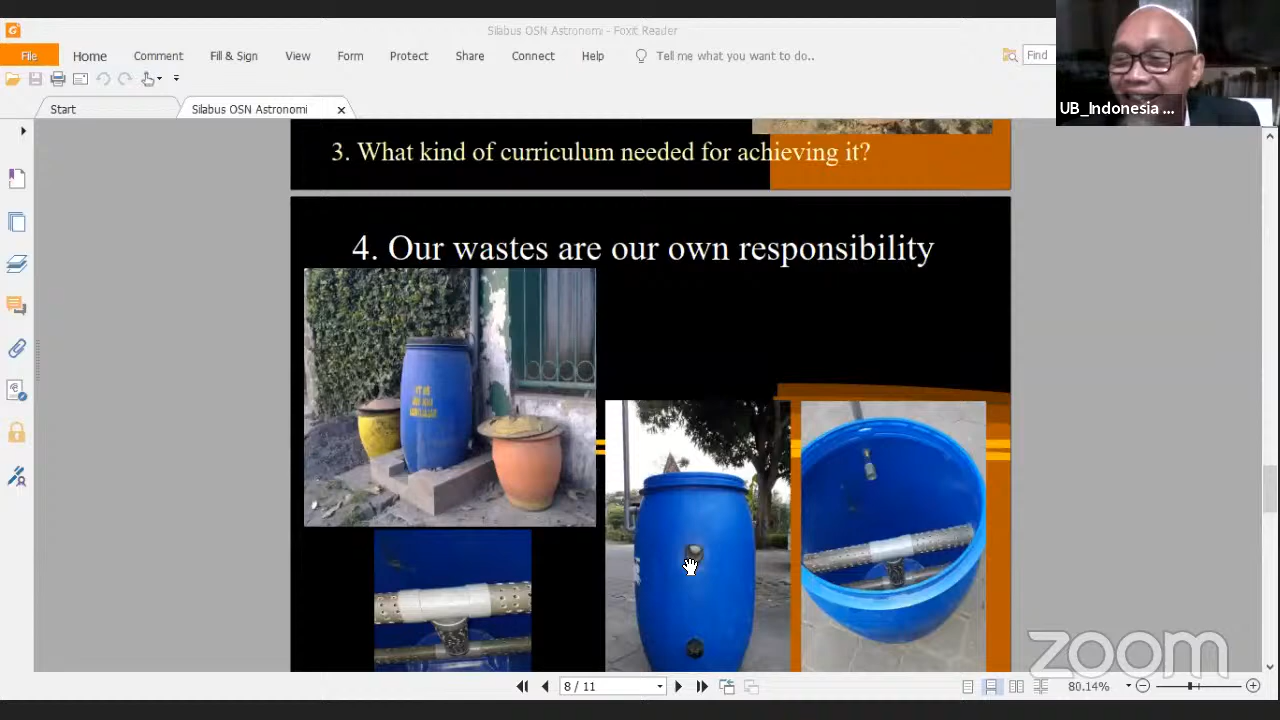 Silabus OSN Astronomi - Foxit Reader
File Home Comment Fill & Sign View Form Protect Share Connect Help Tell me what you want to do.. Find
UB_Indonesia ...
Start Silabus OSN Astronomi
3. What kind of curriculum needed for achieving it?
4. Our wastes are our own responsibility
zoom
8 / 11 80.14%